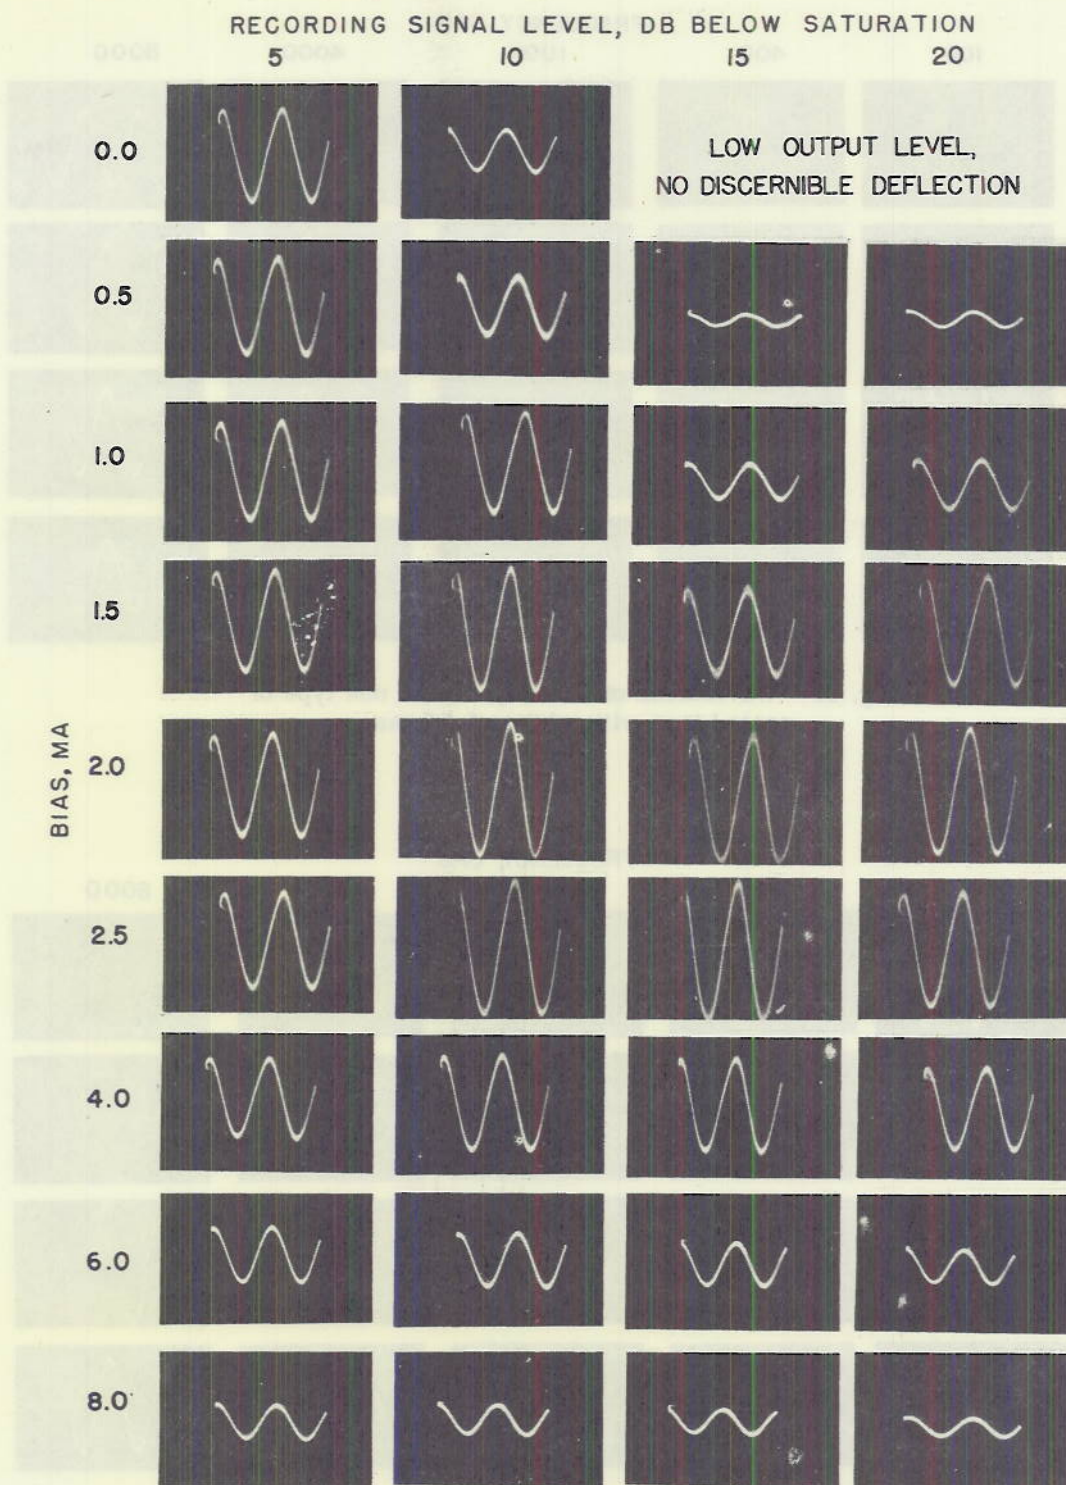 RECORDING SIGNAL LEVEL, DB BELOW SATURATION
5 10 15 20
0.0
LOW OUTPUT LEVEL,
NO DISCERNIBLE DEFLECTION
0.5
1.0
1.5
BIAS, MA
2.0
2.5
4.0
6.0
8.0